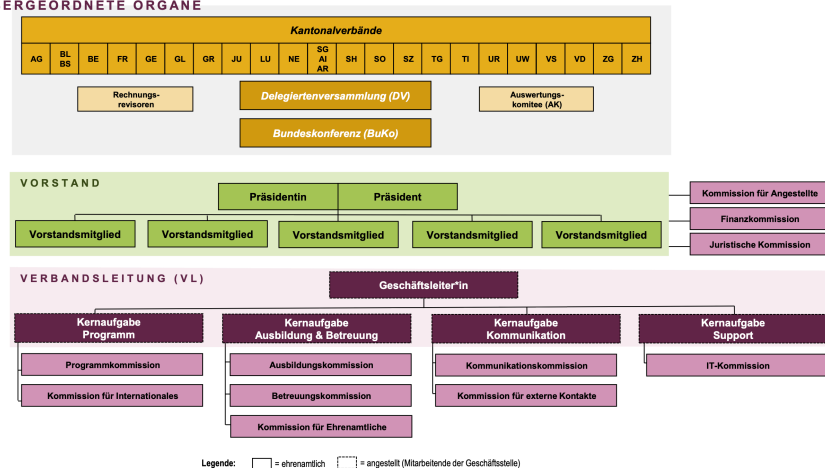 ERGEORDNETE ORGANE
Kantonalverbände
AG BL BS BE FR GE GL GR JU LU NE SG AI AR SH SO SZ TG TI UR UW VS VD ZG ZH
Rechnungs-
revisoren
Delegiertenversammlung (DV)
Auswertungs-
komitee (AK)
Bundeskonferenz (BuKo)
VORSTAND
Präsidentin Präsident
Kommission für Angestellte
Finanzkommission
Juristische Kommission
Vorstandsmitglied Vorstandsmitglied Vorstandsmitglied Vorstandsmitglied Vorstandsmitglied
VERBANDSLEITUNG (VL)
Geschäftsleiter*in
Kernaufgabe
Programm
Kernaufgabe
Ausbildung & Betreuung
Kernaufgabe
Kommunikation
Kernaufgabe
Support
Programmkommission
Kommission für Internationales
Ausbildungskommission
Betreuungskommission
Kommission für Ehrenamtliche
Kommunikationskommission
Kommission für externe Kontakte
IT-Kommission
Legende: = ehrenamtlich = angestellt (Mitarbeitende der Geschäftsstelle)